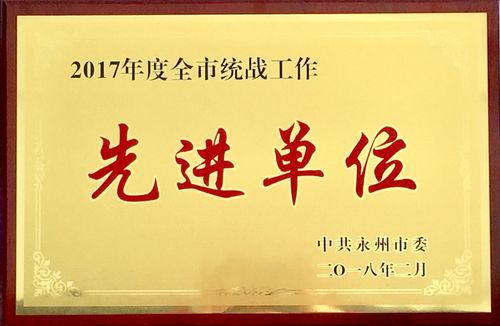 2017年度全市统战工作
先进单位
中共永州市委
二〇一八年二月